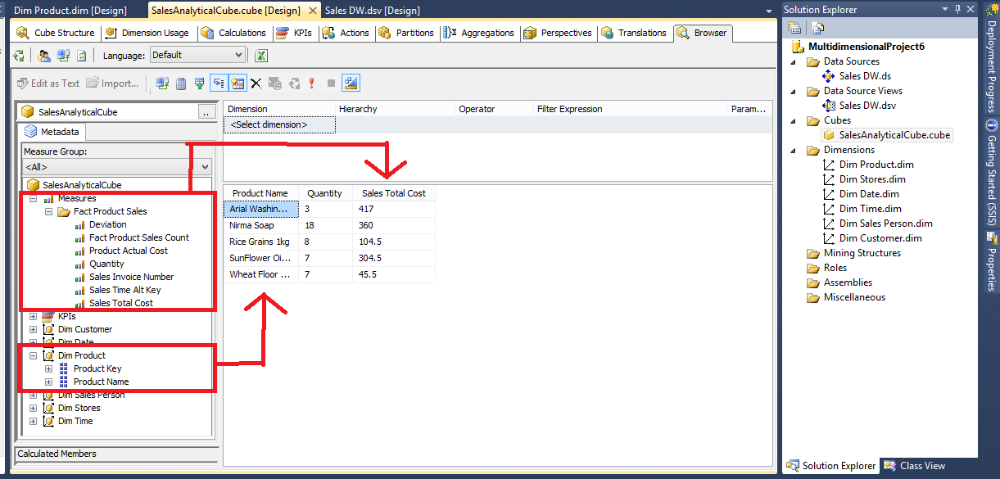 Dim Product.dim [Design]
SalesAnalyticalCube.cube [Design]
Sales DW.dsv [Design]
Cube Structure
Dimension Usage
Calculations
KPIs
Actions
Partitions
Aggregations
Perspectives
Translations
Browser
Language:
Default
Edit as Text
Import...
SalesAnalyticalCube
..
Metadata
Measure Group:
<All>
SalesAnalyticalCube
Measures
Fact Product Sales
Deviation
Fact Product Sales Count
Product Actual Cost
Quantity
Sales Invoice Number
Sales Time Alt Key
Sales Total Cost
KPIs
Dim Customer
Dim Date
Dim Product
Product Key
Product Name
Dim Sales Person
Dim Stores
Dim Time
Calculated Members
Dimension Hierarchy Operator Filter Expression Param...
<Select dimension>
Product Name Quantity Sales Total Cost
Arial Washin... 3 417
Nirma Soap 18 360
Rice Grains 1kg 8 104.5
SunFlower Oi... 7 304.5
Wheat Floor ... 7 45.5
Solution Explorer
MultidimensionalProject6
Data Sources
Sales DW.ds
Data Source Views
Sales DW.dsv
Cubes
SalesAnalyticalCube.cube
Dimensions
Dim Product.dim
Dim Stores.dim
Dim Date.dim
Dim Time.dim
Dim Sales Person.dim
Dim Customer.dim
Mining Structures
Roles
Assemblies
Miscellaneous
Solution Explorer
Class View
Deployment Progress
Getting Started (SSIS)
Properties